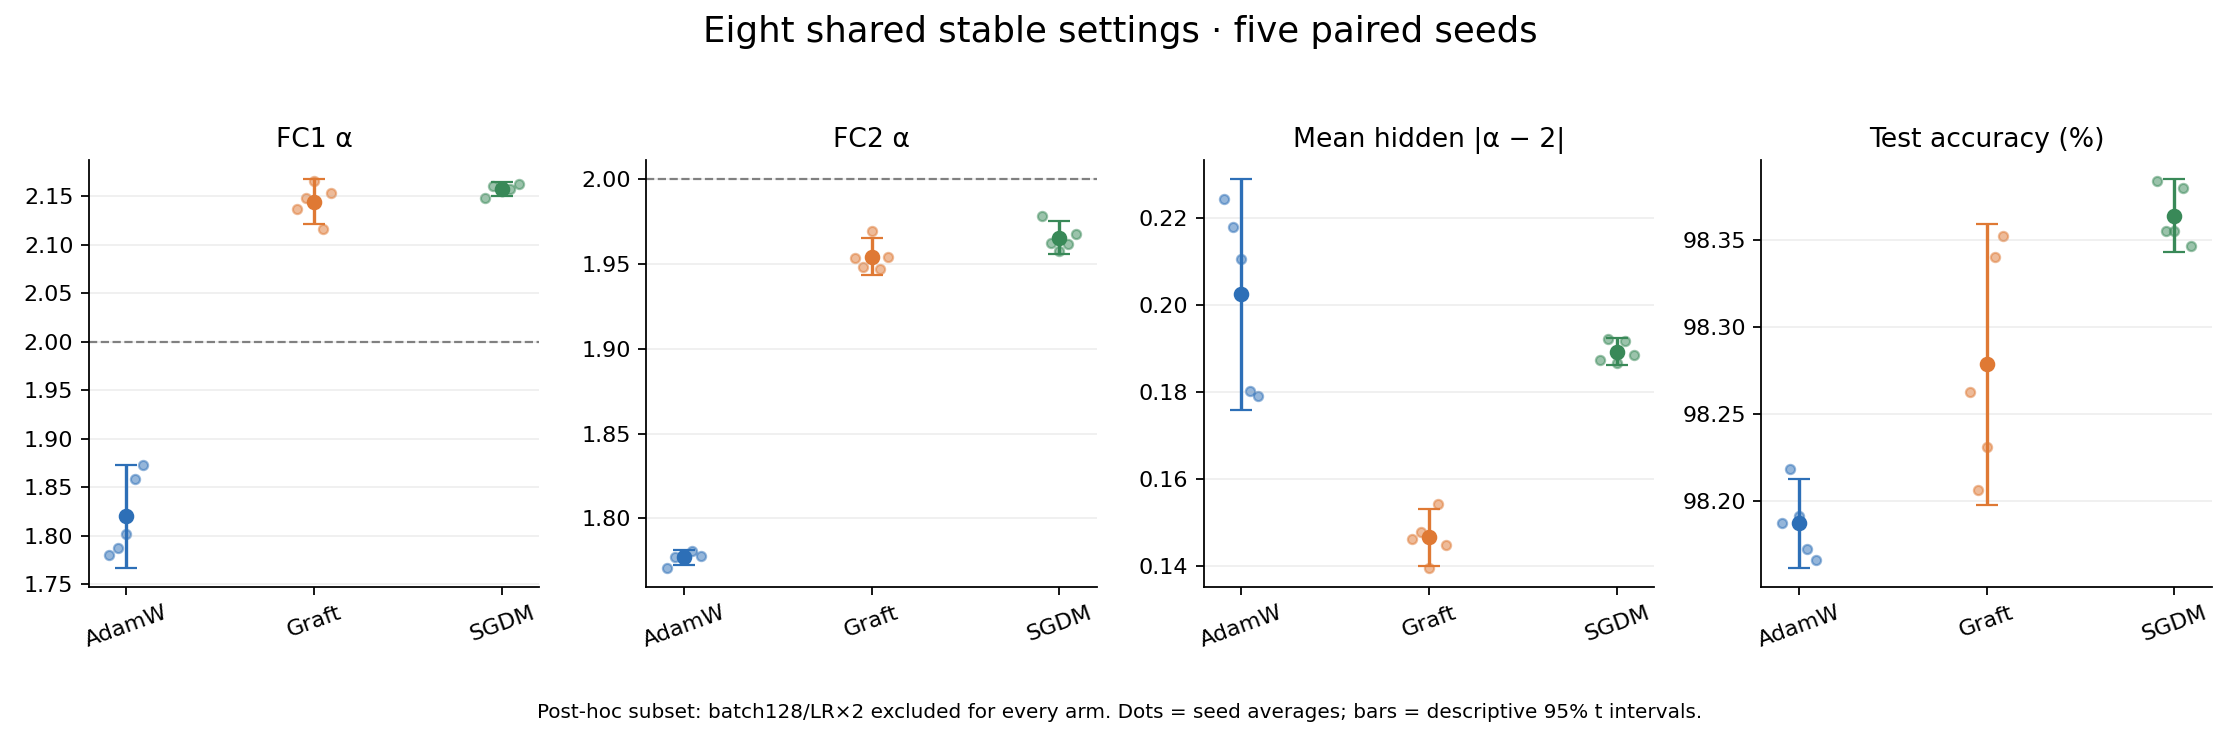 Eight shared stable settings · five paired seeds
FC1 α
2.15
2.10
2.05
2.00
1.95
1.90
1.85
1.80
1.75
AdamW
Graft
SGDM
FC2 α
2.00
1.95
1.90
1.85
1.80
AdamW
Graft
SGDM
Mean hidden |α − 2|
0.22
0.20
0.18
0.16
0.14
AdamW
Graft
SGDM
Test accuracy (%)
98.35
98.30
98.25
98.20
AdamW
Graft
SGDM
Post-hoc subset: batch128/LR×2 excluded for every arm. Dots = seed averages; bars = descriptive 95% t intervals.